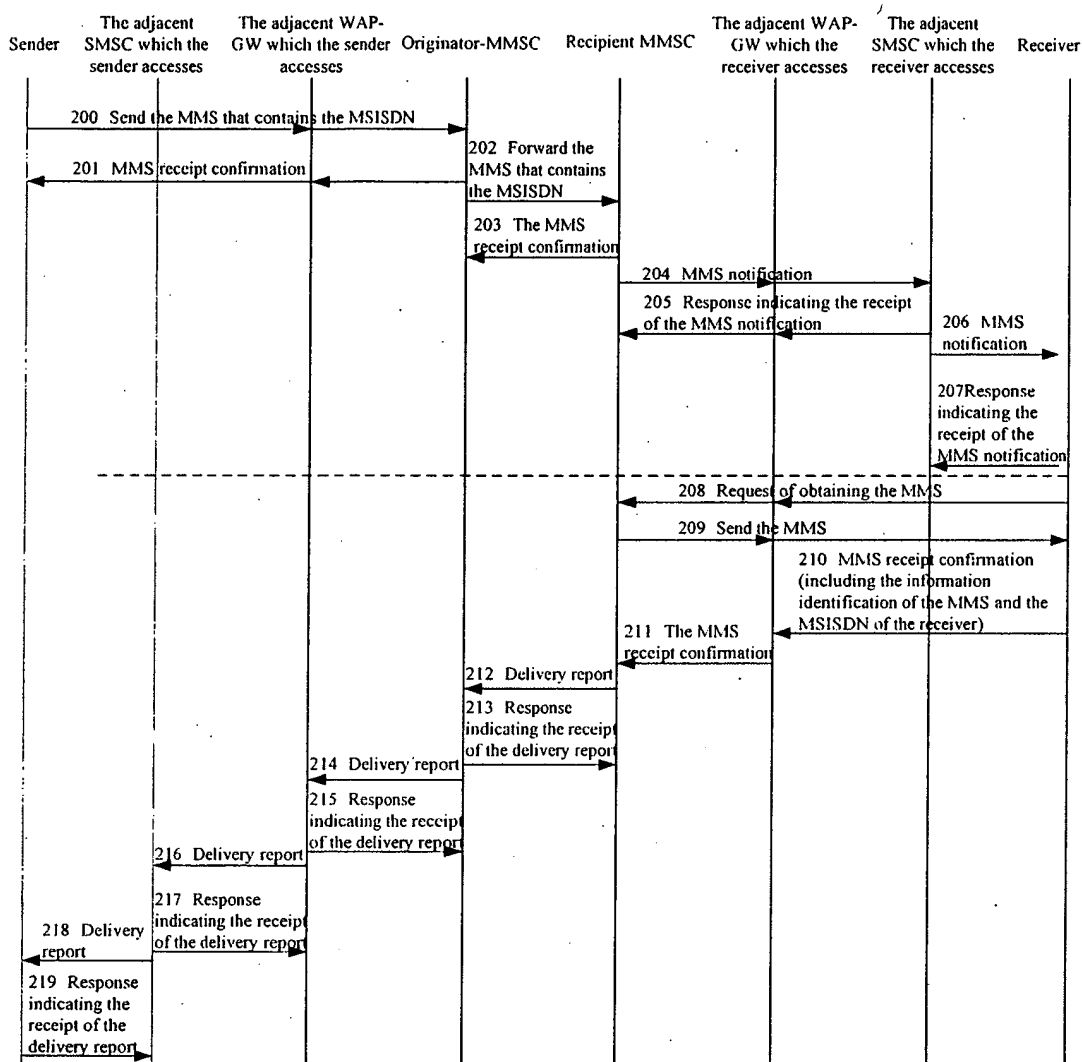 Sender
The adjacent
SMSC which the
sender accesses
The adjacent WAP-
GW which the sender
accesses
Originator-MMSC
Recipient MMSC
The adjacent WAP-
GW which the
receiver accesses
The adjacent
SMSC which the
receiver accesses
Receiver
200 Send the MMS that contains the MSISDN
201 MMS receipt confirmation
202 Forward the
MMS that contains
the MSISDN
203 The MMS
receipt confirmation
204 MMS notification
205 Response indicating the receipt
of the MMS notification
206 MMS
notification
207Response
indicating the
receipt of the
MMS notification
208 Request of obtaining the MMS
209 Send the MMS
210 MMS receipt confirmation
(including the information
identification of the MMS and the
MSISDN of the receiver)
211 The MMS
receipt confirmation
212 Delivery report
213 Response
indicating the receipt
of the delivery report
214 Delivery report
215 Response
indicating the receipt
of the delivery report
216 Delivery report
217 Response
indicating the receipt
of the delivery report
218 Delivery
report
219 Response
indicating the
receipt of the
delivery report